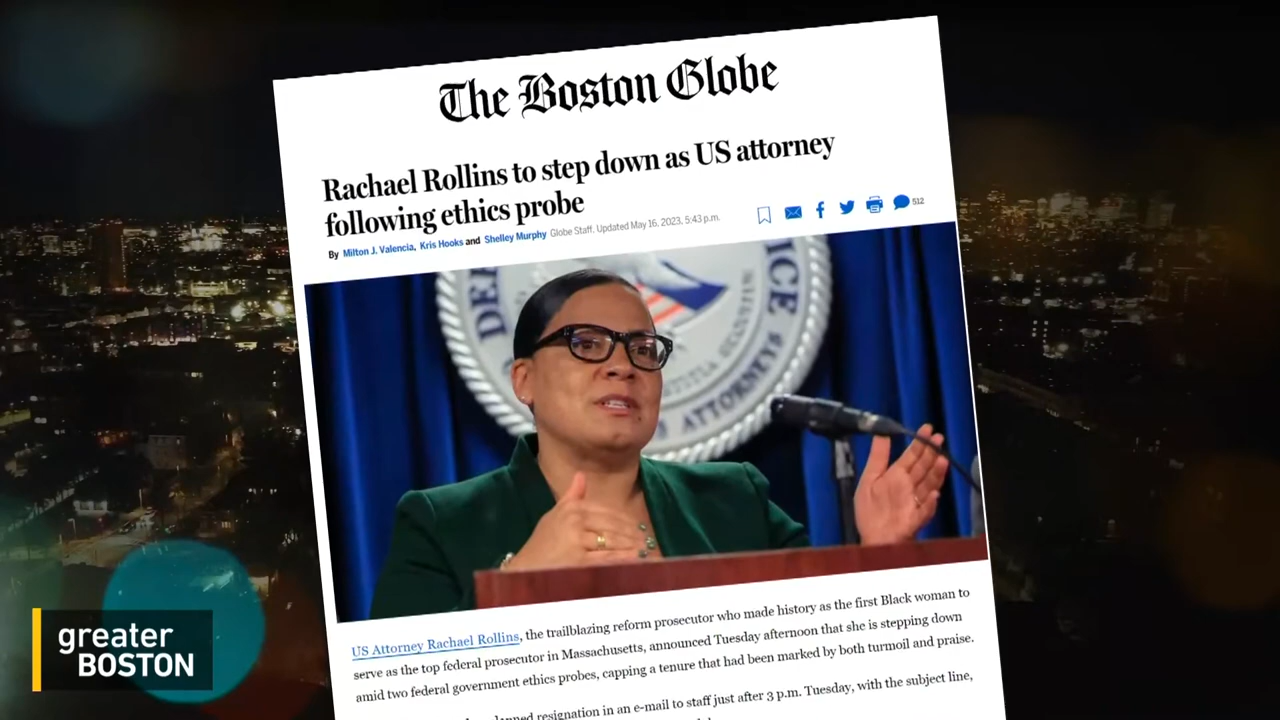 The Boston Globe
Rachael Rollins to step down as US attorney
following ethics probe
By Milton J. Valencia, Kris Hooks and Shelley Murphy Globe Staff. Updated May 16, 2023, 5:43 p.m.
512
ICE
ATTORNEYS
US Attorney Rachael Rollins, the trailblazing reform prosecutor who made history as the first Black woman to
serve as the top federal prosecutor in Massachusetts, announced Tuesday afternoon that she is stepping down
amid two federal government ethics probes, capping a tenure that had been marked by both turmoil and praise.
resignation in an e-mail to staff just after 3 p.m. Tuesday, with the subject line,
greater
BOSTON